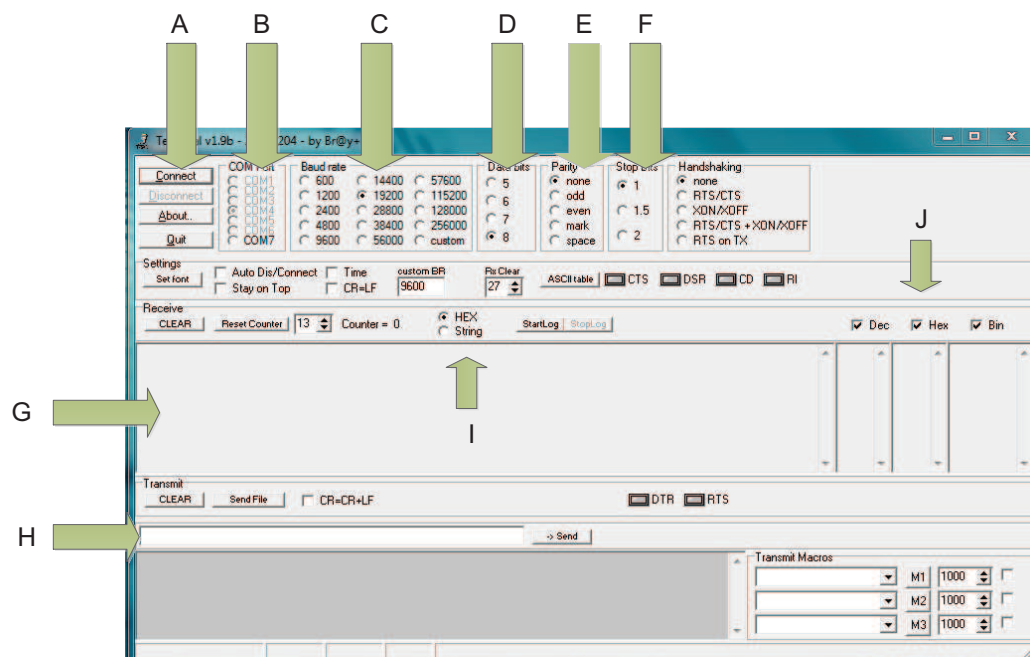 A B C D E F
Te l v1.9b - 204 - by Br@y+
Connect
Disconnect
About..
Quit
COM Port
COM1
COM2
COM3
COM4
COM5
COM6
COM7
Baud rate
600 14400 57600
1200 19200 115200
2400 28800 128000
4800 38400 256000
9600 56000 custom
Data bits
5
6
7
8
Parity
none
odd
even
mark
space
Stop Bits
1
1.5
2
Handshaking
none
RTS/CTS
XON/XOFF
RTS/CTS + XON/XOFF
RTS on TX
J
Settings
Set font
Auto Dis/Connect Time
Stay on Top CR=LF
custom BR
9600
Rx Clear
27
ASCII table CTS DSR CD RI
Receive
CLEAR Reset Counter 13 Counter = 0
HEX
String
StartLog StopLog
Dec Hex Bin
G
I
Transmit
CLEAR Send File CR=CR+LF DTR RTS
H
-> Send
Transmit Macros
M1 1000
M2 1000
M3 1000